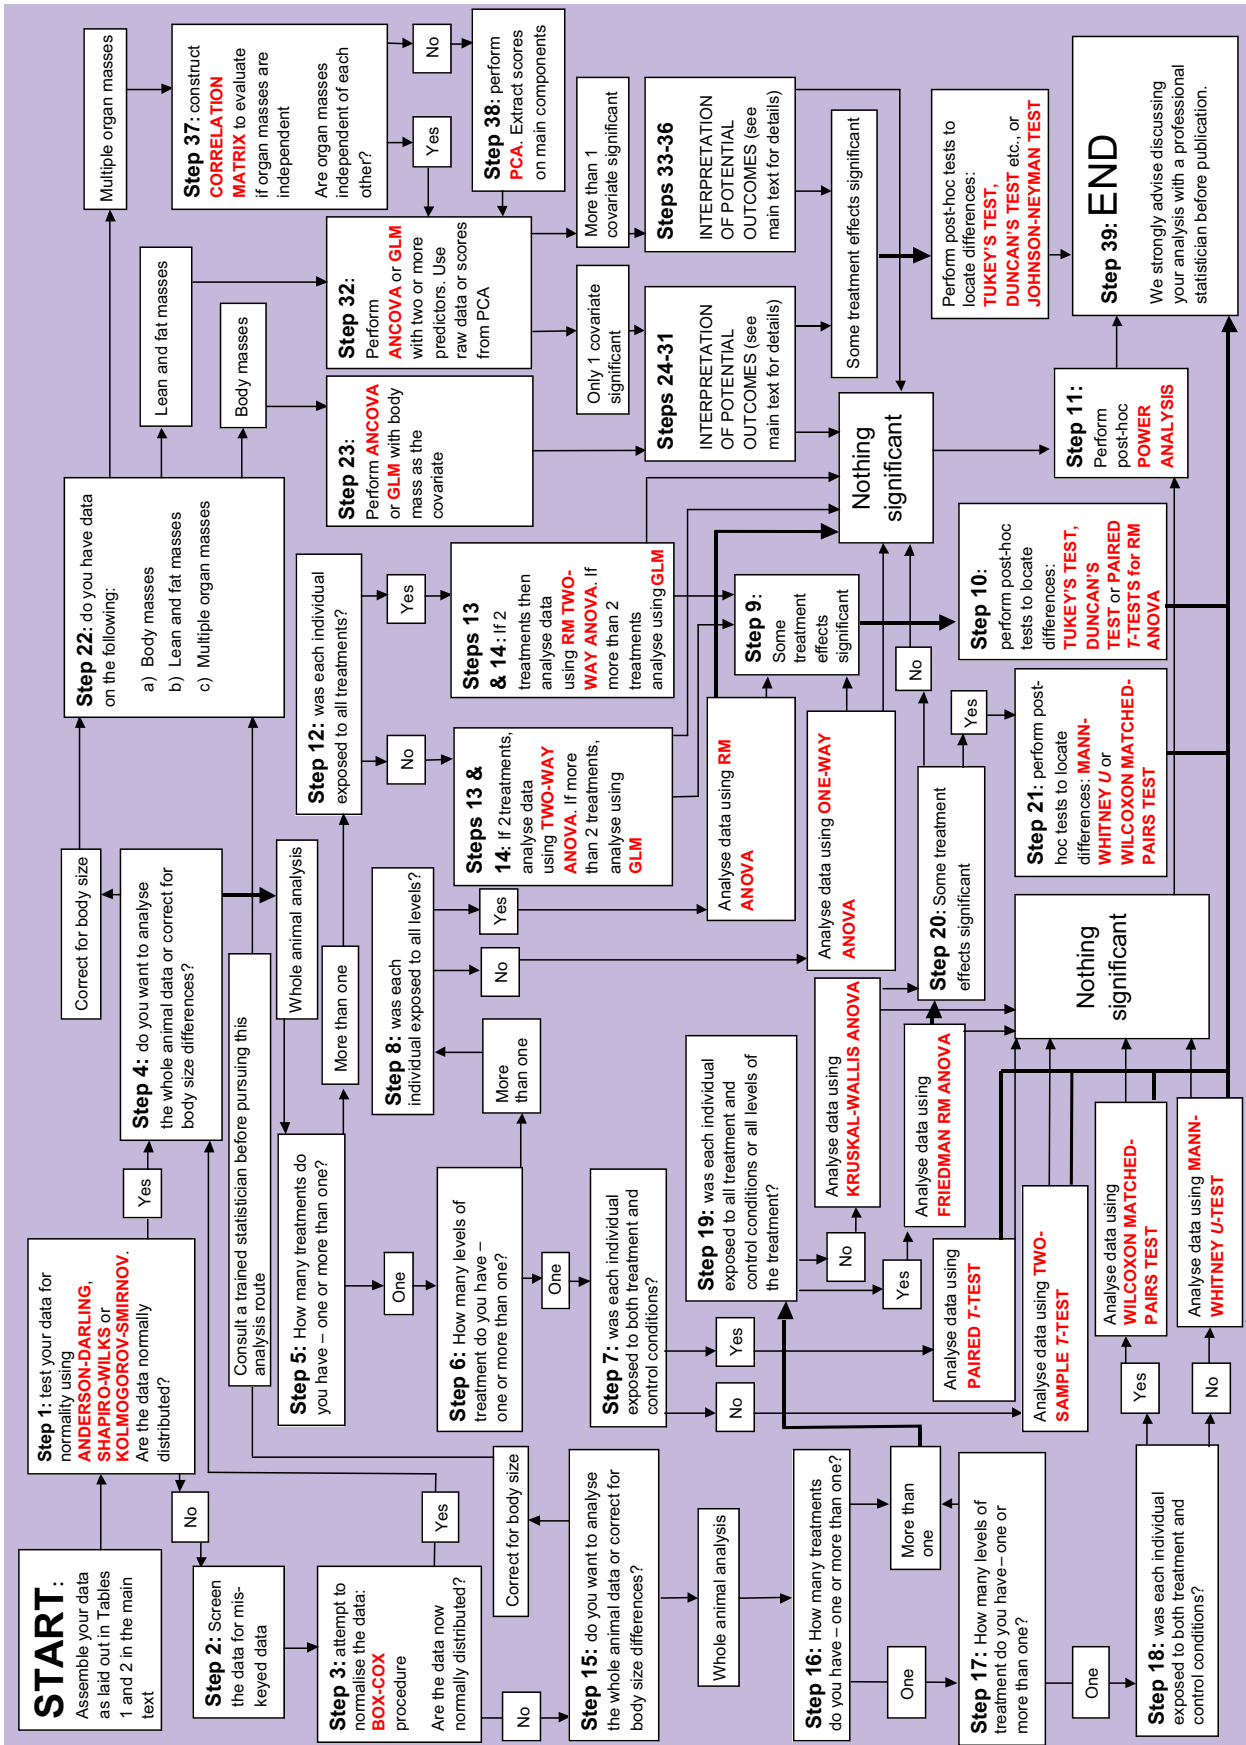 START:
Assemble your data
as laid out in Tables
1 and 2 in the main
text
Step 1: test your data for
normality using
ANDERSON-DARLING,
SHAPIRO-WILKS or
KOLMOGOROV-SMIRNOV.
Are the data normally
distributed?
No
Yes
Step 2: Screen
the data for mis-
keyed data
Step 3: attempt to
normalise the data:
BOX-COX
procedure
Are the data now
normally distributed?
Yes
No
Step 4: do you want to analyse
the whole animal data or correct for
body size differences?
Correct for body size
Whole animal analysis
Consult a trained statistician before pursuing this
analysis route
Step 5: How many treatments do
you have – one or more than one?
One
More than one
Step 6: How many levels of
treatment do you have –
one or more than one?
One
More
than one
Step 7: was each individual
exposed to both treatment and
control conditions?
No
Yes
Step 8: was each
individual exposed to all levels?
No
Yes
Analyse data using
PAIRED T-TEST
Analyse data using TWO-
SAMPLE T-TEST
Analyse data using RM
ANOVA
Analyse data using ONE-WAY
ANOVA
Step 9:
Some
treatment
effects
significant
Step 10:
perform post-hoc
tests to locate
differences:
TUKEY'S TEST,
DUNCAN'S
TEST or PAIRED
T-TESTS for RM
ANOVA
Nothing
significant
Step 11:
Perform
post-hoc
POWER
ANALYSIS
Step 12: was each individual
exposed to all treatments?
No
Yes
Steps 13 &
14: If 2 treatments,
analyse data
using TWO-WAY
ANOVA. If more
than 2 treatments,
analyse using
GLM
Steps 13
& 14: If 2
treatments then
analyse data
using RM TWO-
WAY ANOVA. If
more than 2
treatments
analyse using GLM
Correct for body size
Step 15: do you want to analyse
the whole animal data or correct for
body size differences?
Whole animal analysis
Step 16: How many treatments
do you have – one or more than one?
One
More than
one
Step 17: How many levels of
treatment do you have – one or
more than one?
One
Step 18: was each individual
exposed to both treatment and
control conditions?
Yes
No
Analyse data using
WILCOXON MATCHED-
PAIRS TEST
Analyse data using MANN-
WHITNEY U-TEST
Step 19: was each individual
exposed to all treatment and
control conditions or all levels of
the treatment?
No
Yes
Analyse data using
KRUSKAL-WALLIS ANOVA
Analyse data using
FRIEDMAN RM ANOVA
Step 20: Some treatment
effects significant
No
Yes
Step 21: perform post-
hoc tests to locate
differences: MANN-
WHITNEY U or
WILCOXON MATCHED-
PAIRS TEST
Nothing
significant
Step 22: do you have data
on the following:
a) Body masses
b) Lean and fat masses
c) Multiple organ masses
Multiple organ masses
Lean and fat masses
Body masses
Step 23:
Perform ANCOVA
or GLM with body
mass as the
covariate
Steps 24-31
INTERPRETATION
OF POTENTIAL
OUTCOMES (see
main text for details)
Step 32:
Perform
ANCOVA or GLM
with two or more
predictors. Use
raw data or scores
from PCA
Only 1 covariate
significant
More than 1
covariate significant
Steps 33-36
INTERPRETATION
OF POTENTIAL
OUTCOMES (see
main text for details)
Some treatment effects significant
Perform post-hoc tests to
locate differences:
TUKEY'S TEST,
DUNCAN'S TEST etc., or
JOHNSON-NEYMAN TEST
Step 37: construct
CORRELATION
MATRIX to evaluate
if organ masses are
independent
Are organ masses
independent of each
other?
Yes
No
Step 38: perform
PCA. Extract scores
on main components
Step 39: END
We strongly advise discussing
your analysis with a professional
statistician before publication.